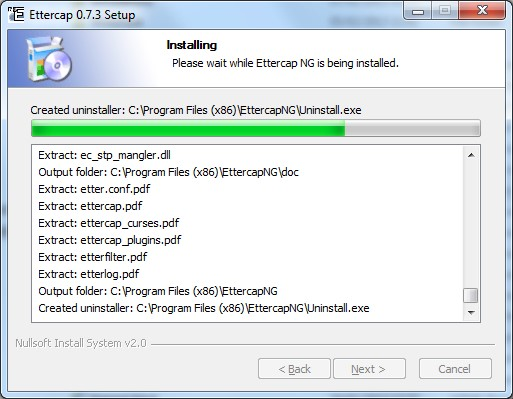 Ettercap 0.7.3 Setup
Installing
Please wait while Ettercap NG is being installed.
Created uninstaller: C:\Program Files (x86)\EttercapNG\Uninstall.exe
Extract: ec_stp_mangler.dll
Output folder: C:\Program Files (x86)\EttercapNG\doc
Extract: etter.conf.pdf
Extract: ettercap.pdf
Extract: ettercap_curses.pdf
Extract: ettercap_plugins.pdf
Extract: etterfilter.pdf
Extract: etterlog.pdf
Output folder: C:\Program Files (x86)\EttercapNG
Created uninstaller: C:\Program Files (x86)\EttercapNG\Uninstall.exe
Nullsoft Install System v2.0
< Back
Next >
Cancel